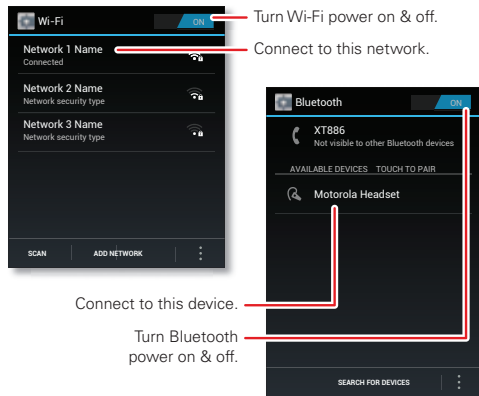 Wi-Fi
ON
Turn Wi-Fi power on & off.
Network 1 Name
Connected
Connect to this network.
Network 2 Name
Network security type
Network 3 Name
Network security type
SCAN
ADD NETWORK
Bluetooth
ON
XT886
Not visible to other Bluetooth devices
AVAILABLE DEVICES TOUCH TO PAIR
Motorola Headset
Connect to this device.
Turn Bluetooth
power on & off.
SEARCH FOR DEVICES